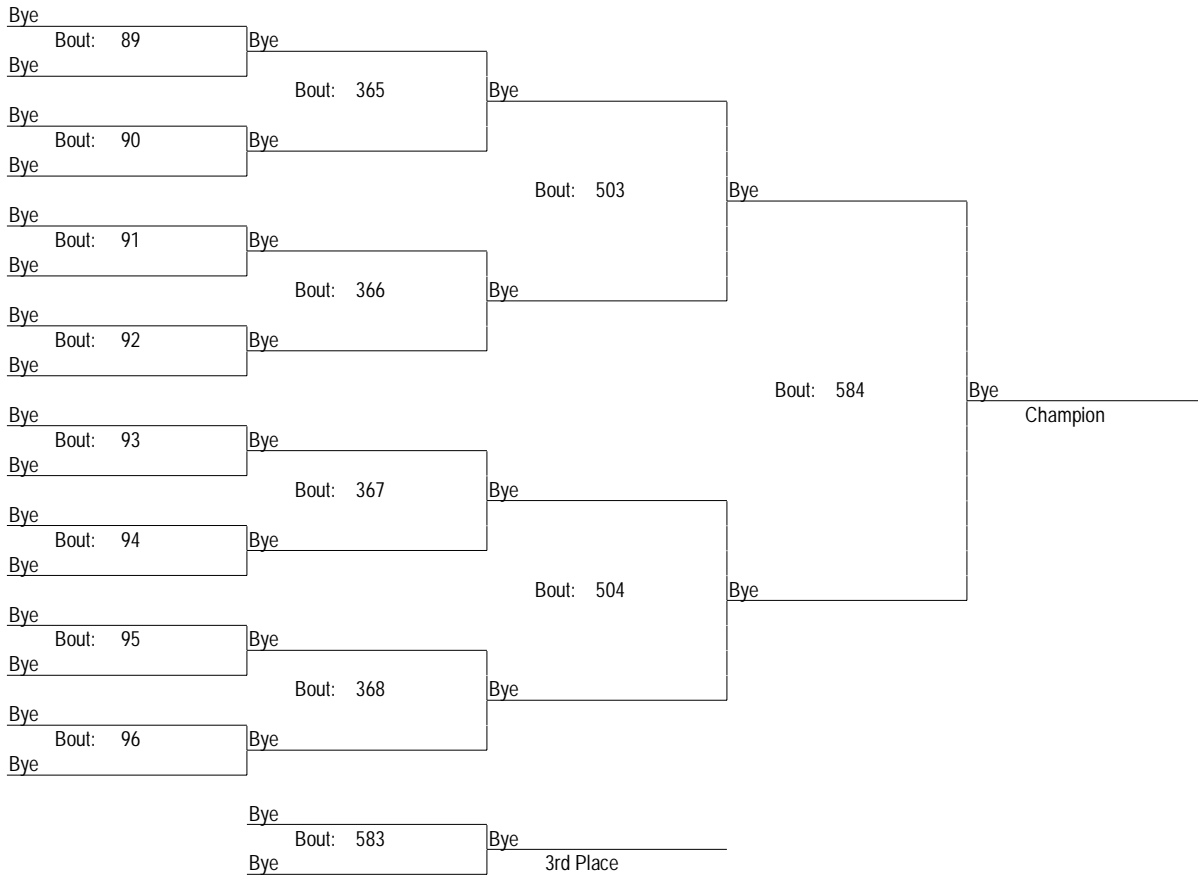 Bye
Bout: 89 Bye
Bye
Bout: 365 Bye
Bye
Bout: 90 Bye
Bye
Bout: 503 Bye
Bye
Bout: 91 Bye
Bye
Bout: 366 Bye
Bye
Bout: 92 Bye
Bye
Bout: 584 Bye
Champion
Bye
Bout: 93 Bye
Bye
Bout: 367 Bye
Bye
Bout: 94 Bye
Bye
Bout: 504 Bye
Bye
Bout: 95 Bye
Bye
Bout: 368 Bye
Bye
Bout: 96 Bye
Bye
Bye
Bout: 583 Bye
Bye 3rd Place